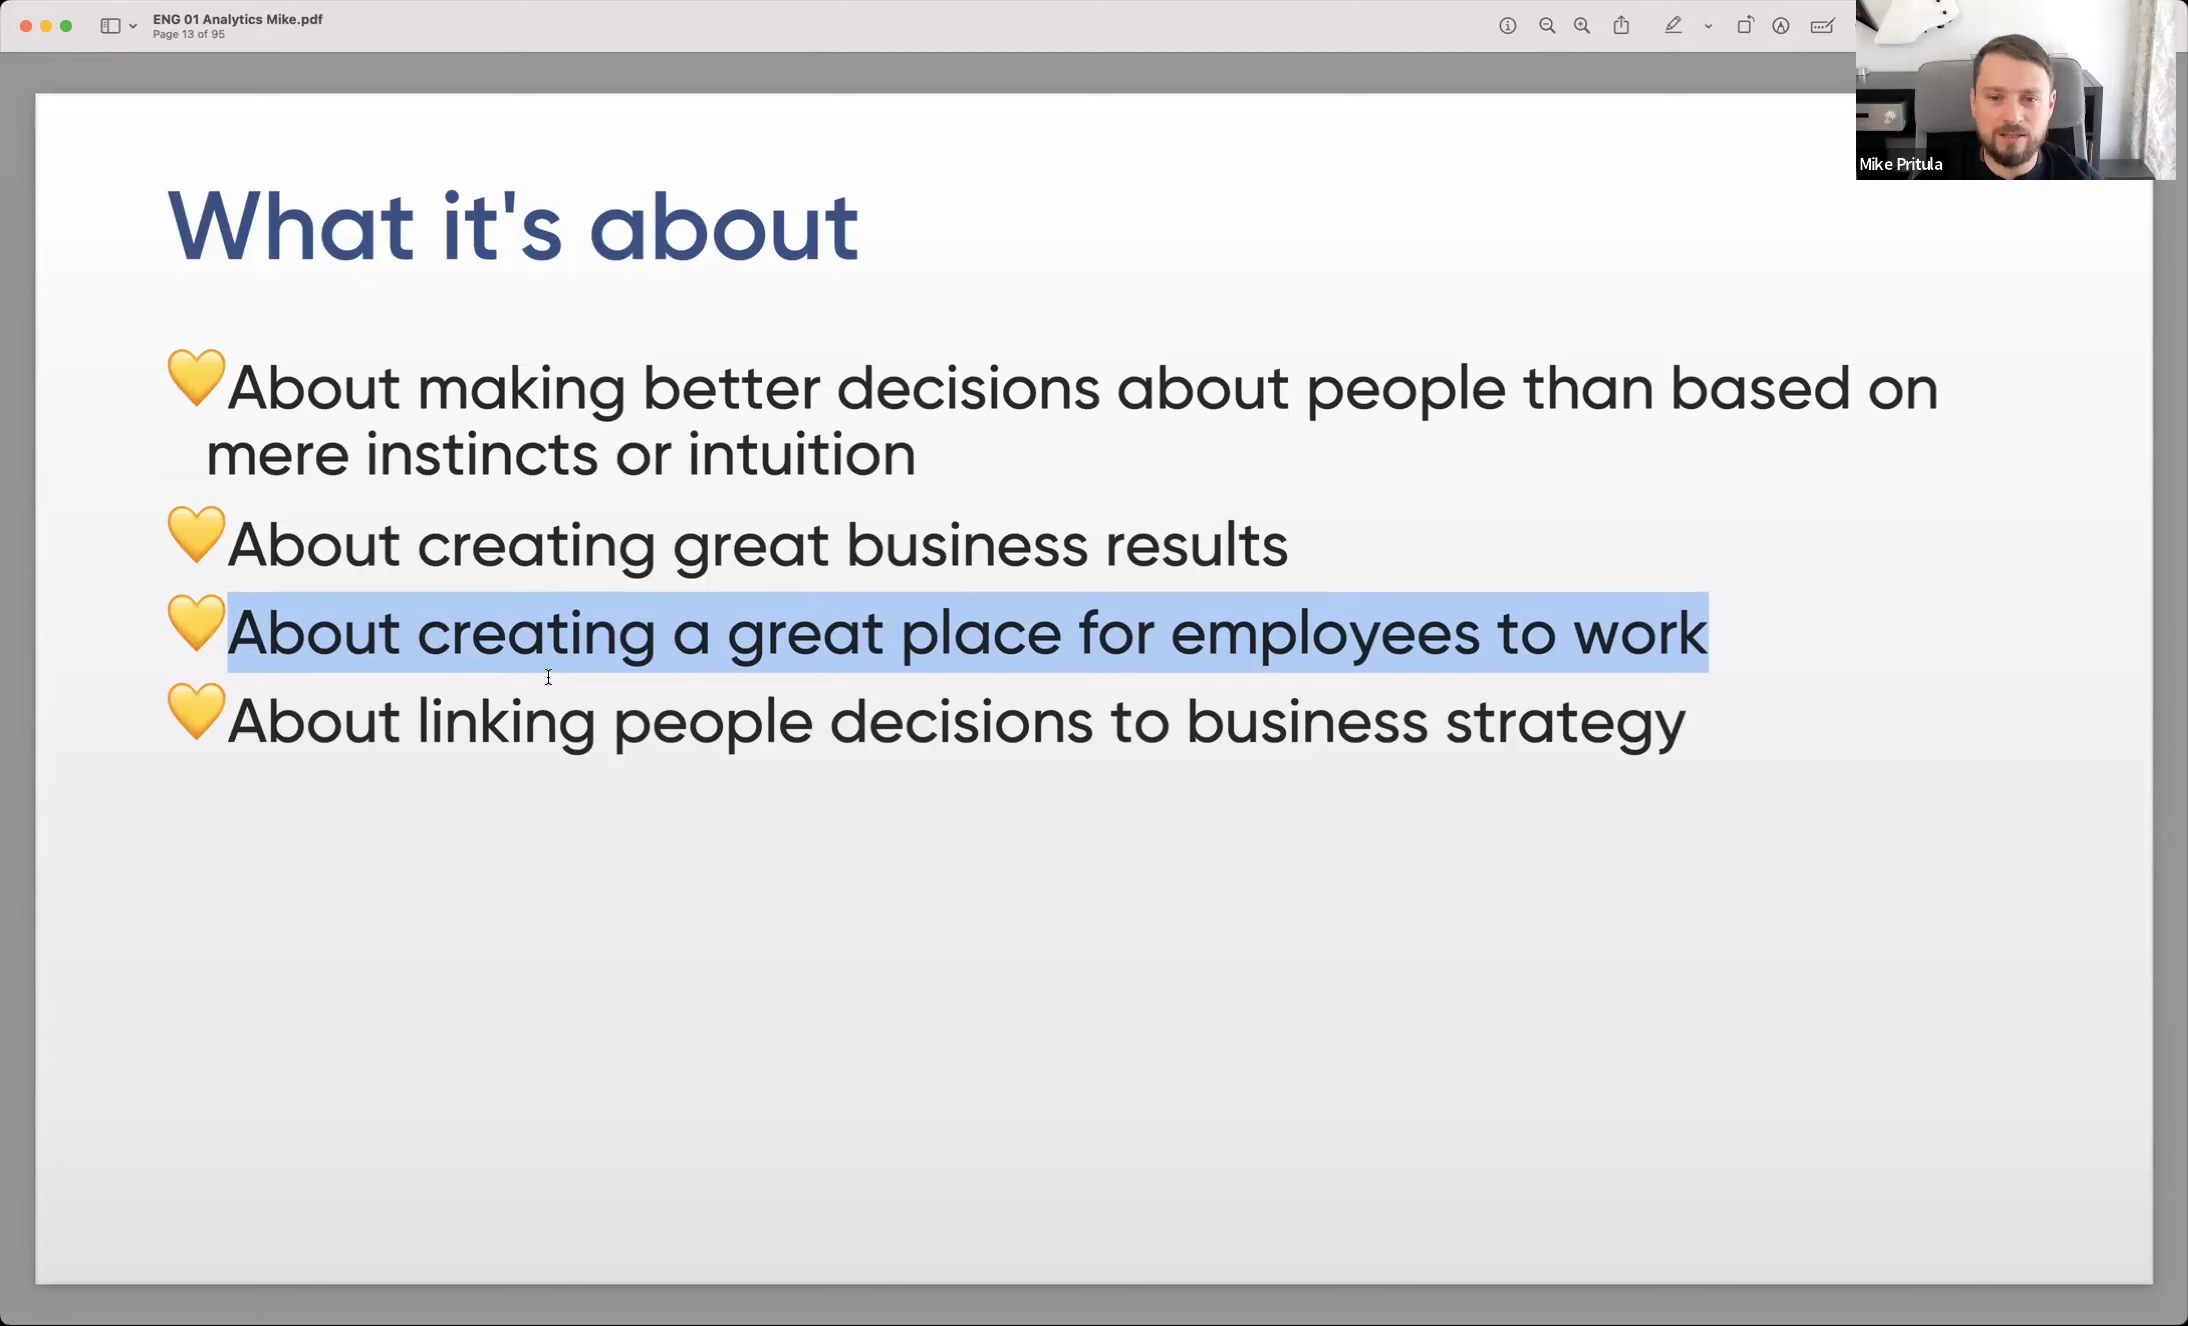 ENG 01 Analytics Mike.pdf
Page 13 of 95
Mike Pritula
What it's about
💛About making better decisions about people than based on
mere instincts or intuition
💛About creating great business results
💛About creating a great place for employees to work
💛About linking people decisions to business strategy